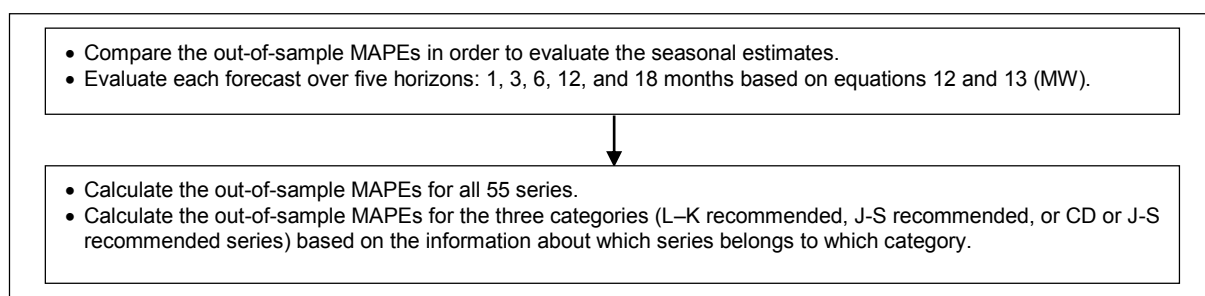 • Compare the out-of-sample MAPEs in order to evaluate the seasonal estimates.
• Evaluate each forecast over five horizons: 1, 3, 6, 12, and 18 months based on equations 12 and 13 (MW).
• Calculate the out-of-sample MAPEs for all 55 series.
• Calculate the out-of-sample MAPEs for the three categories (L–K recommended, J-S recommended, or CD or J-S
recommended series) based on the information about which series belongs to which category.